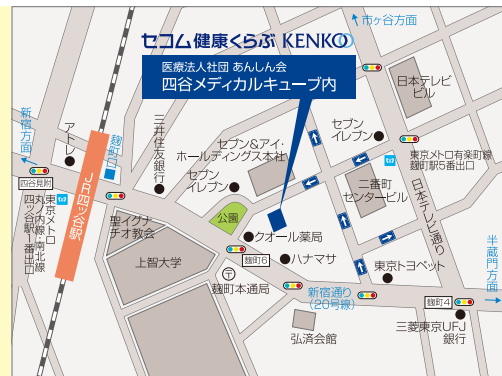 市ヶ谷方面
セコム健康くらぶ KENKOO
医療法人社団 あんしん会
四谷メディカルキューブ内
日本テレビ
ビル
新宿方面
アトレ
麹町口
三井住友銀行
セブン&アイ・
ホールディングス本社
セブン
イレブン
東京メトロ有楽町線
麹町駅5番出口
四谷見附
JR四ッ谷駅
セブン
イレブン
二番町
センタービル
日本テレビ通り
東京メトロ
丸ノ内線・南北線
四ッ谷駅1番出口
聖イグナ
チオ教会
公園
クオール薬局
半蔵門方面
上智大学
麹町6
ハナマサ
東京トヨペット
麹町本通局
新宿通り
(20号線)
麹町4
弘済会館
三菱東京UFJ
銀行